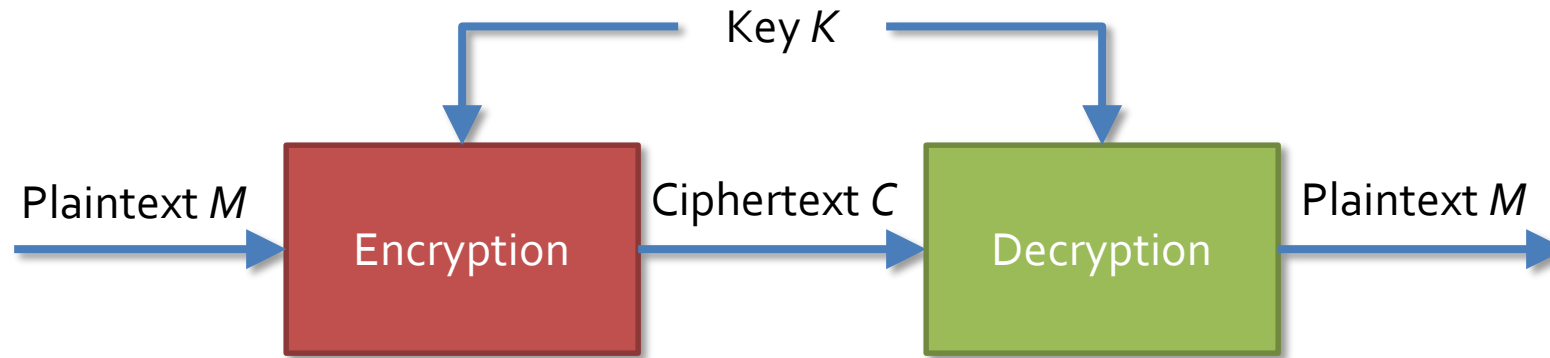 Key K
Plaintext M
Encryption
Ciphertext C
Decryption
Plaintext M